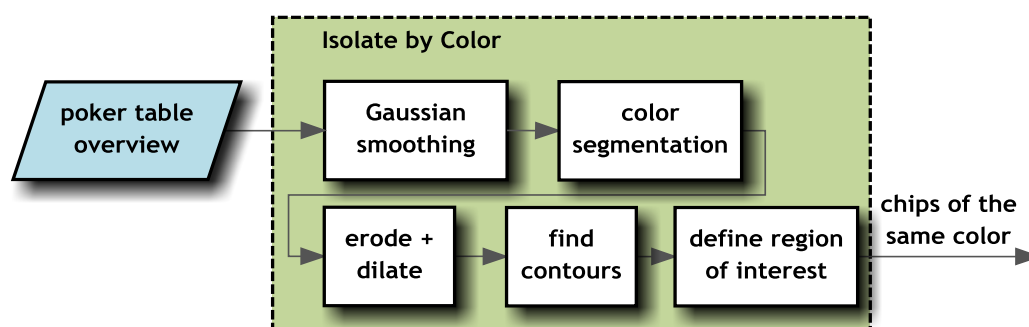 Isolate by Color
poker table
overview
Gaussian
smoothing
color
segmentation
erode +
dilate
find
contours
define region
of interest
chips of the
same color